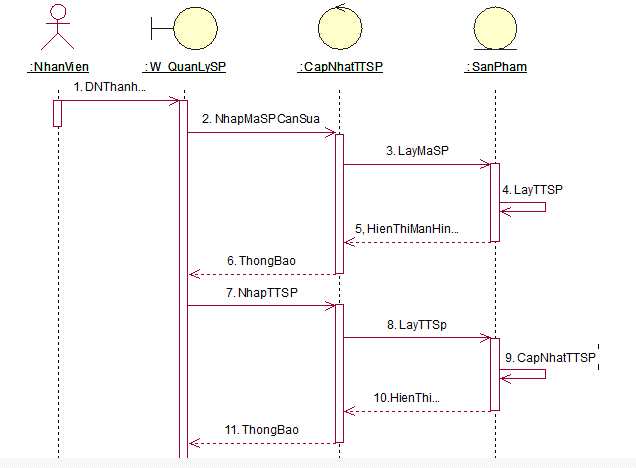 :NhanVien
:W_QuanLySP
:CapNhatTTSP
:SanPham
1. DNThanh...
2. NhapMaSPCanSua
3. LayMaSP
4. LayTTSP
5, HienThiManHin...
6. ThongBao
7. NhapTTSP
8. LayTTSp
9. CapNhatTTSP
10.HienThi...
11. ThongBao